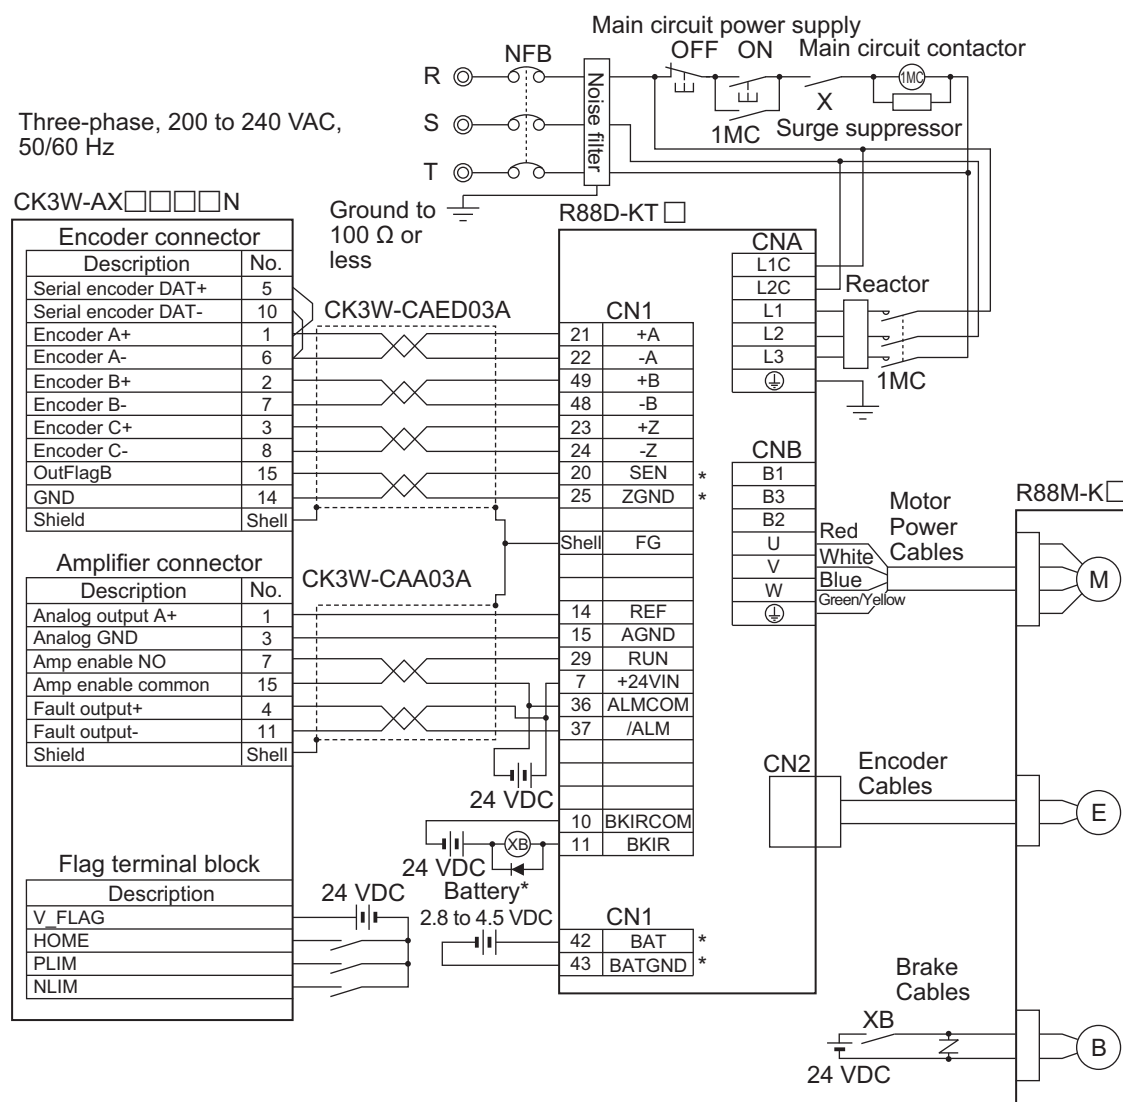 Main circuit power supply
OFF ON Main circuit contactor
NFB
R
1MC
Noise filter
X
S
1MC Surge suppressor
Three-phase, 200 to 240 VAC,
50/60 Hz
T
CK3W-AX□□□□N
Ground to
100 Ω or
less
R88D-KT□
Encoder connector
Description No.
Serial encoder DAT+ 5
Serial encoder DAT- 10
Encoder A+ 1
Encoder A- 6
Encoder B+ 2
Encoder B- 7
Encoder C+ 3
Encoder C- 8
OutFlagB 15
GND 14
Shield Shell
CK3W-CAED03A
CN1
21 +A
22 -A
49 +B
48 -B
23 +Z
24 -Z
20 SEN *
25 ZGND *
Shell FG
CNA
L1C
L2C
L1
L2
L3
Reactor
1MC
CNB
B1
B3
B2
U
V
W
Red
White
Blue
Green/Yellow
Motor
Power
Cables
R88M-K□
M
Amplifier connector
Description No.
Analog output A+ 1
Analog GND 3
Amp enable NO 7
Amp enable common 15
Fault output+ 4
Fault output- 11
Shield Shell
CK3W-CAA03A
14 REF
15 AGND
29 RUN
7 +24VIN
36 ALMCOM
37 /ALM
24 VDC
10 BKIRCOM
11 BKIR
XB
24 VDC
CN2
Encoder
Cables
E
Flag terminal block
Description
V_FLAG
HOME
PLIM
NLIM
24 VDC
Battery*
2.8 to 4.5 VDC
CN1
42 BAT *
43 BATGND *
Brake
Cables
XB
24 VDC
B